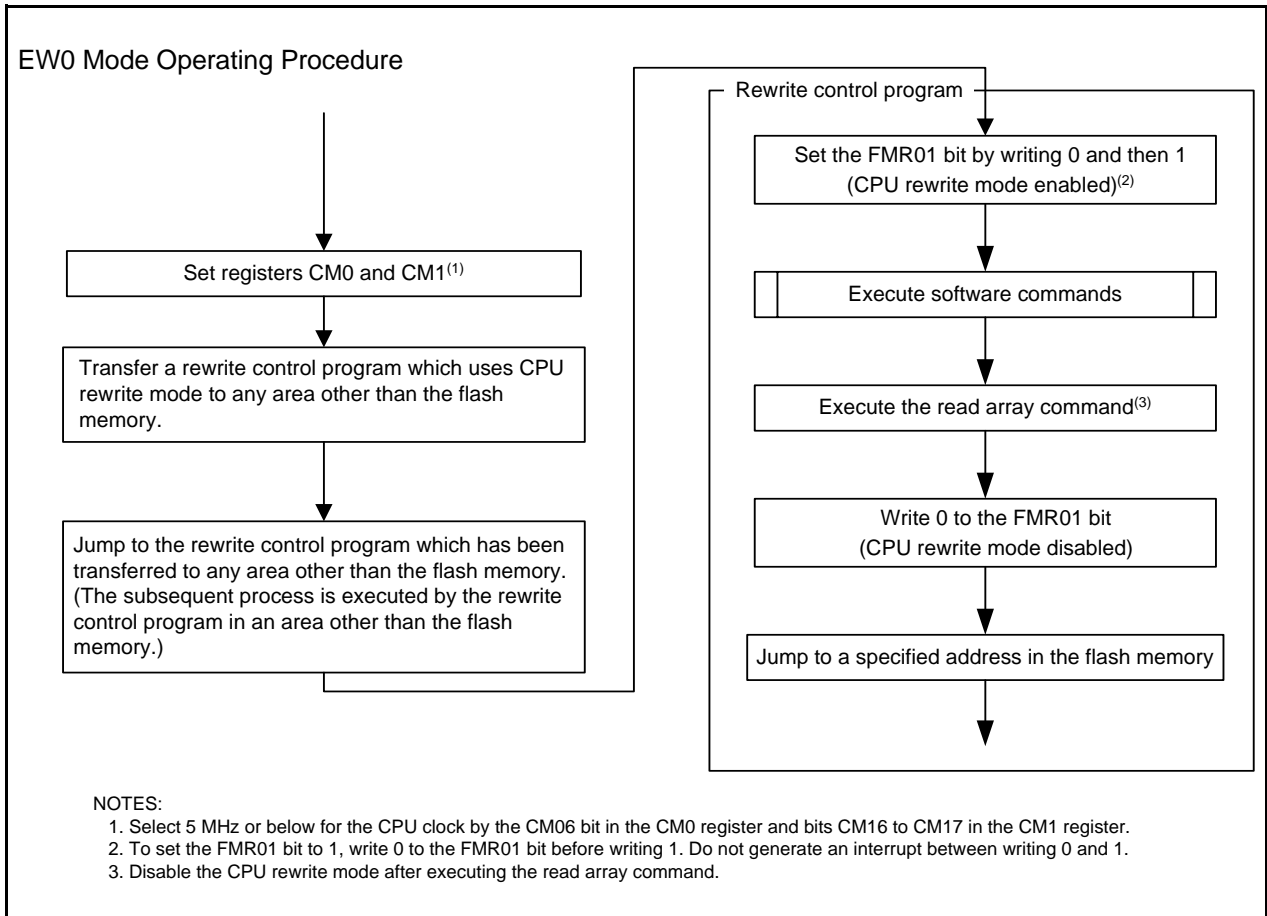 EW0 Mode Operating Procedure
Set registers CM0 and CM1(1)
Transfer a rewrite control program which uses CPU
rewrite mode to any area other than the flash
memory.
Jump to the rewrite control program which has been
transferred to any area other than the flash memory.
(The subsequent process is executed by the rewrite
control program in an area other than the flash
memory.)
Rewrite control program
Set the FMR01 bit by writing 0 and then 1
(CPU rewrite mode enabled)(2)
Execute software commands
Execute the read array command(3)
Write 0 to the FMR01 bit
(CPU rewrite mode disabled)
Jump to a specified address in the flash memory
NOTES:
1. Select 5 MHz or below for the CPU clock by the CM06 bit in the CM0 register and bits CM16 to CM17 in the CM1 register.
2. To set the FMR01 bit to 1, write 0 to the FMR01 bit before writing 1. Do not generate an interrupt between writing 0 and 1.
3. Disable the CPU rewrite mode after executing the read array command.